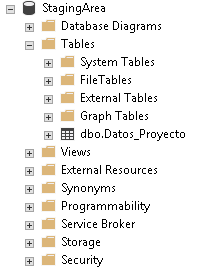 StagingArea
Database Diagrams
Tables
System Tables
FileTables
External Tables
Graph Tables
dbo.Datos_Proyecto
Views
External Resources
Synonyms
Programmability
Service Broker
Storage
Security